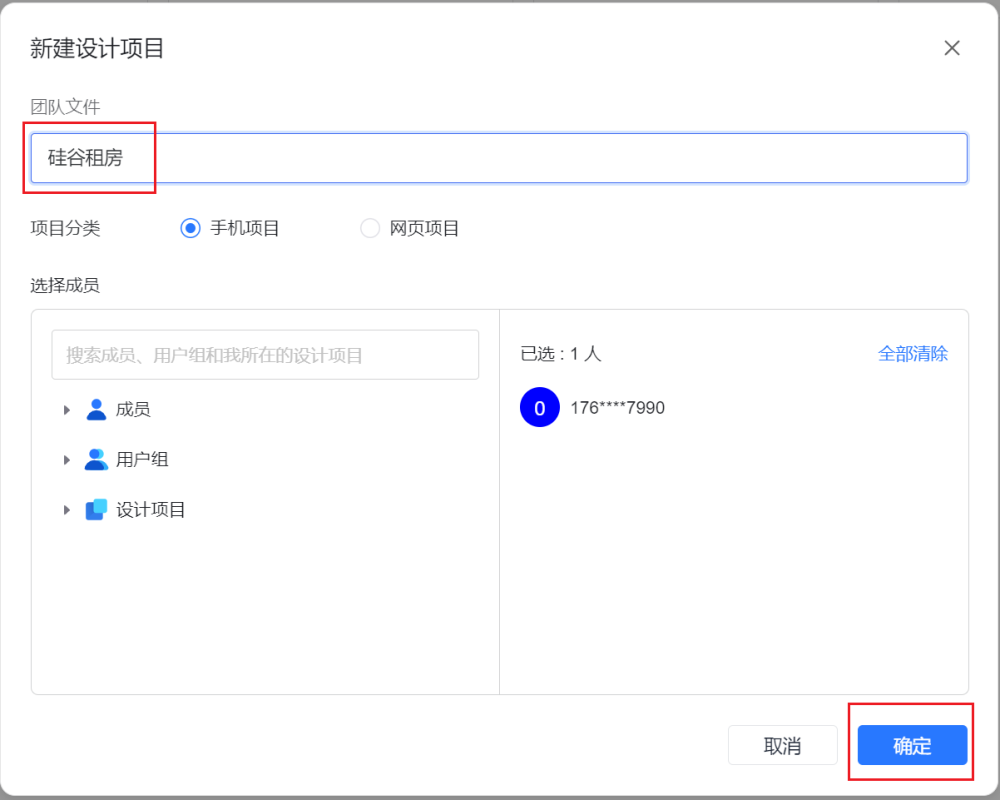 新建设计项目
团队文件
硅谷租房
项目分类 手机项目 网页项目
选择成员
搜索成员、用户组和我所在的设计项目
成员
用户组
设计项目
已选 : 1 人 全部清除
0 176****7990
取消 确定